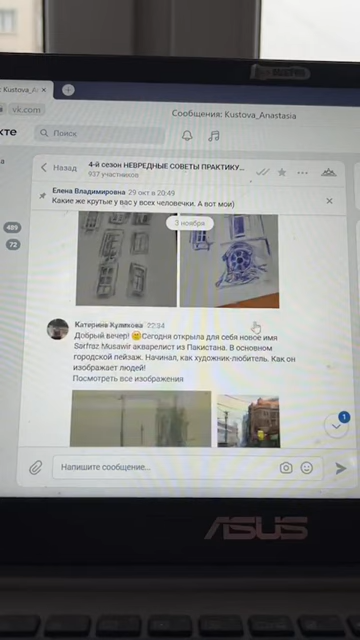 : Kustova_A
vk.com
Сообщения: Kustova_Anastasia
кте
Поиск
Назад
4-й сезон НЕВРЕДНЫЕ СОВЕТЫ ПРАКТИКУ...
937 участников
Елена Владимировна 29 окт в 20:49
Какие же крутые у вас у всех человечки. А вот мои)
489
72
3 ноября
Катерина Куликова 22:34
Добрый вечер! Сегодня открыла для себя новое имя
Sarfraz Musawir акварелист из Пакистана. В основном
городской пейзаж. Начинал, как художник-любитель. Как он
изображает людей!
Посмотреть все изображения
1
Напишите сообщение...
ASUS